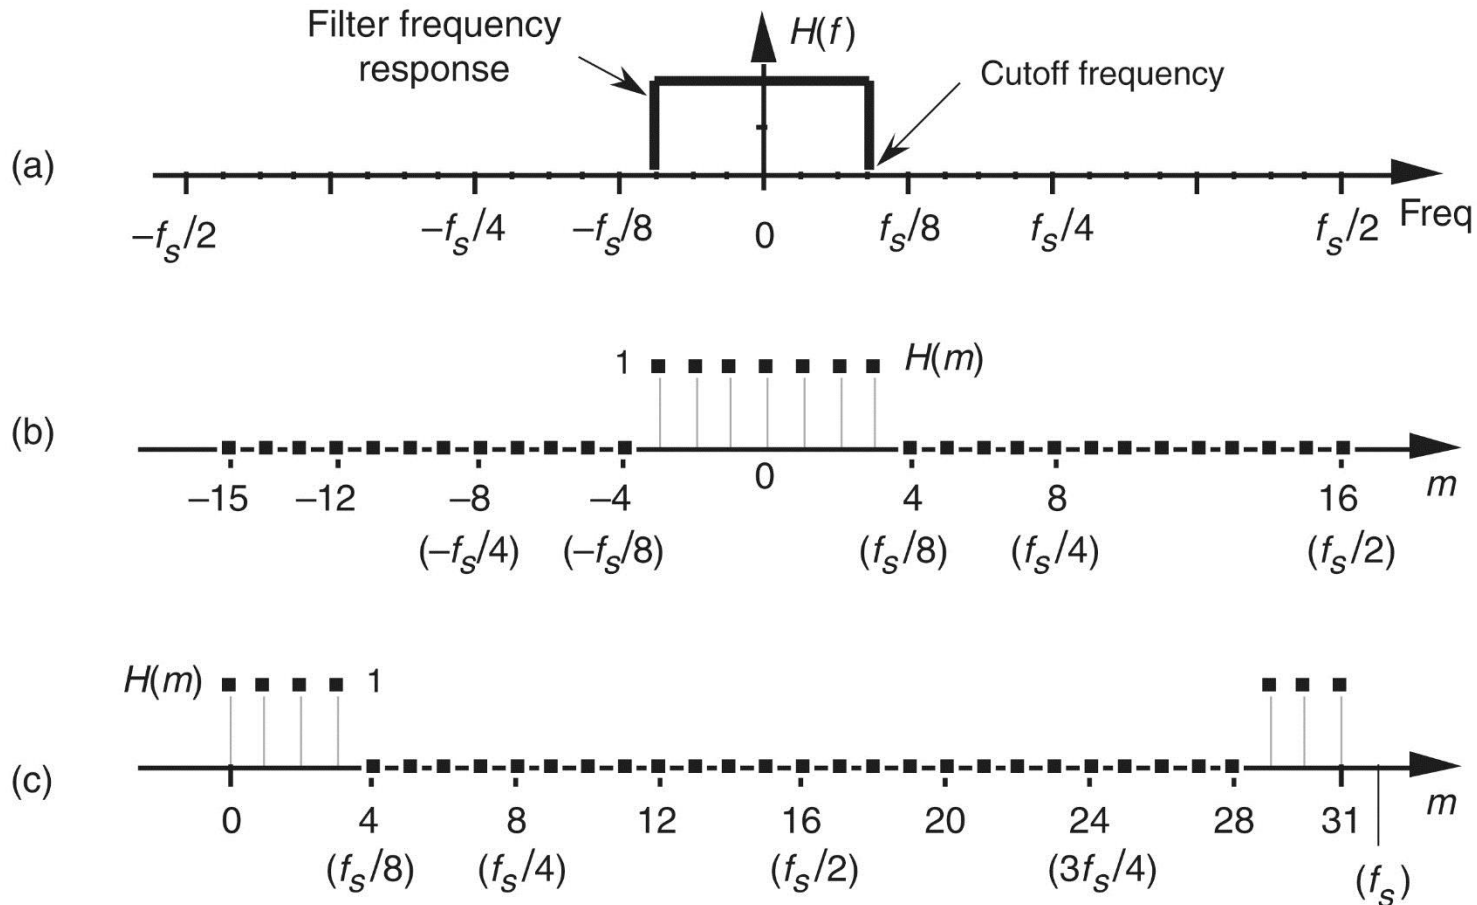 Filter frequency
response
H(f)
Cutoff frequency
(a)
–fs/2 –fs/4 –fs/8 0 fs/8 fs/4 fs/2 Freq
1 H(m)
(b)
–15 –12 –8 –4 0 4 8 16 m
(–fs/4) (–fs/8) (fs/8) (fs/4) (fs/2)
H(m) 1
(c)
0 4 8 12 16 20 24 28 31 m
(fs/8) (fs/4) (fs/2) (3fs/4) (fs)